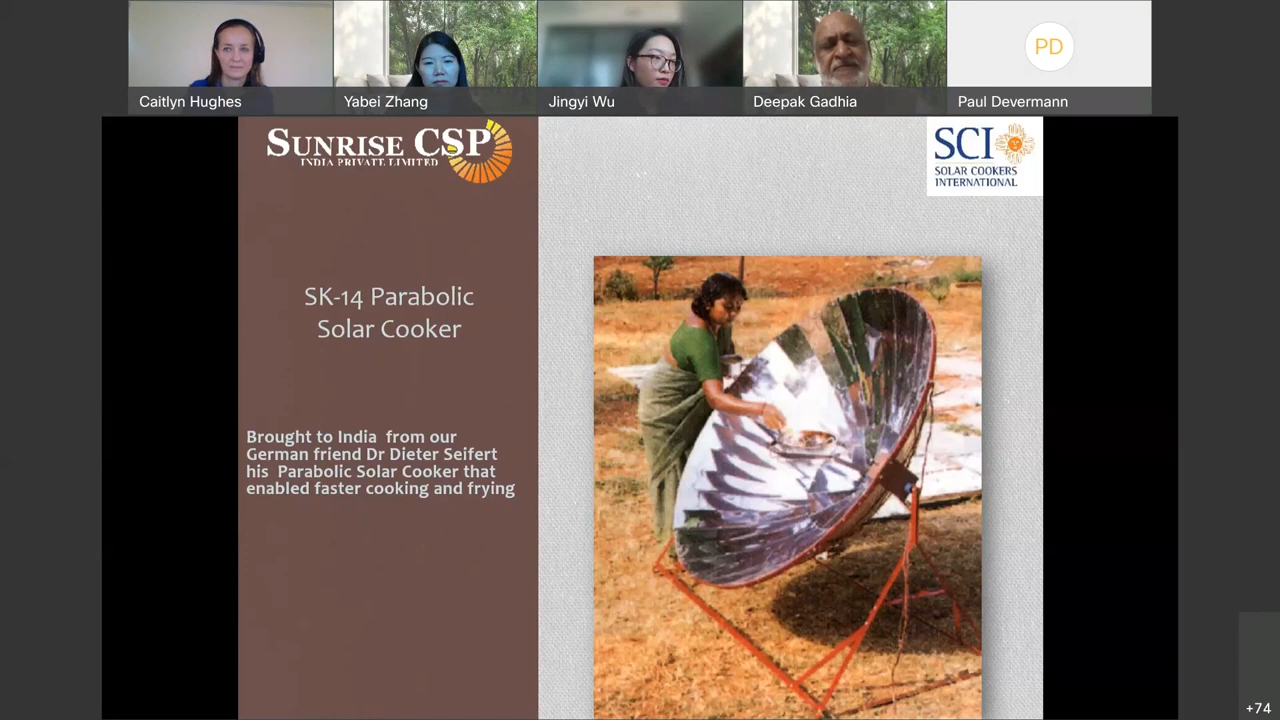 PD
Caitlyn Hughes
Yabei Zhang
Jingyi Wu
Deepak Gadhia
Paul Devermann
SUNRISE CSP
INDIA PRIVATE LIMITED
SCI
SOLAR COOKERS
INTERNATIONAL
SK-14 Parabolic
Solar Cooker
Brought to India from our
German friend Dr Dieter Seifert
his Parabolic Solar Cooker that
enabled faster cooking and frying
+74